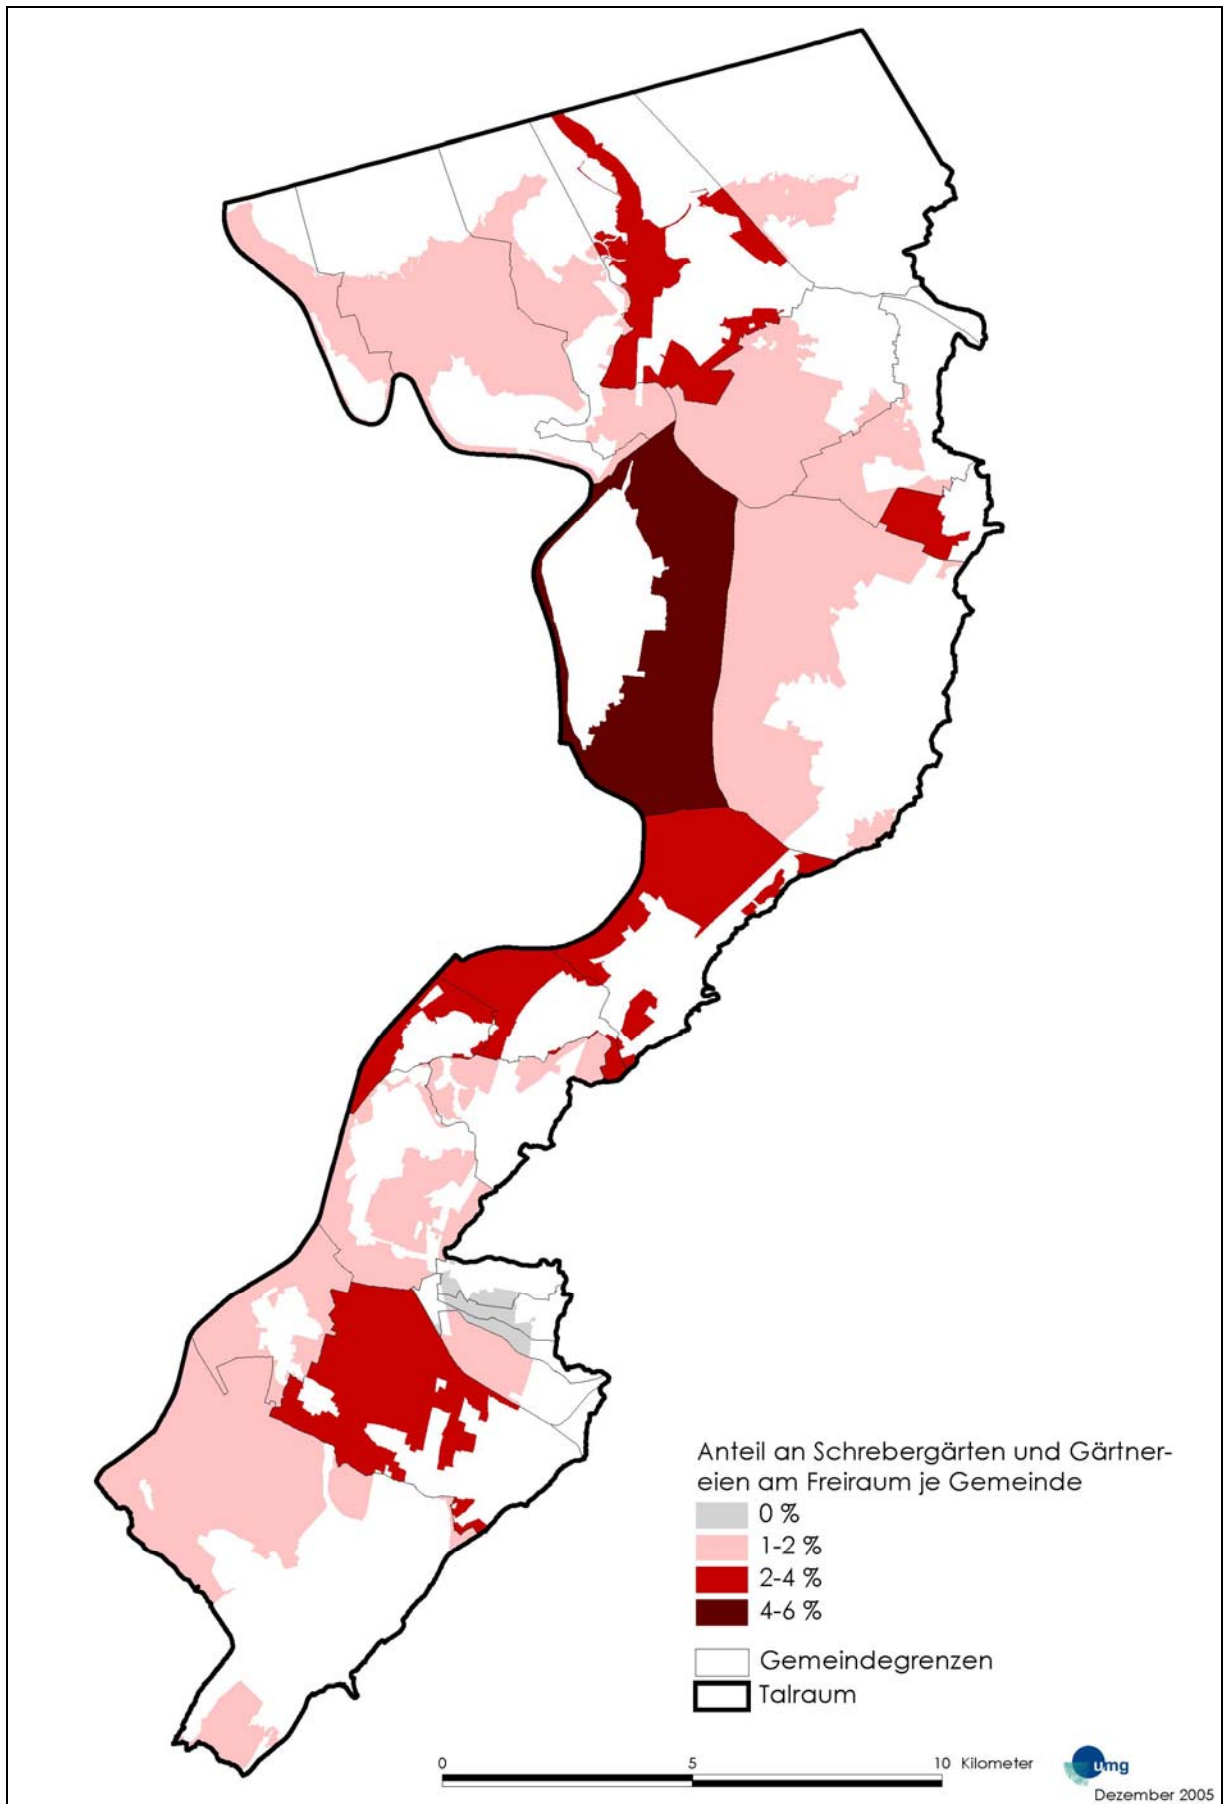 Anteil an Schrebergärten und Gärtner-
eien am Freiraum je Gemeinde
0 %
1-2 %
2-4 %
4-6 %
Gemeindegrenzen
Talraum
0 5 10 Kilometer
umg
Dezember 2005